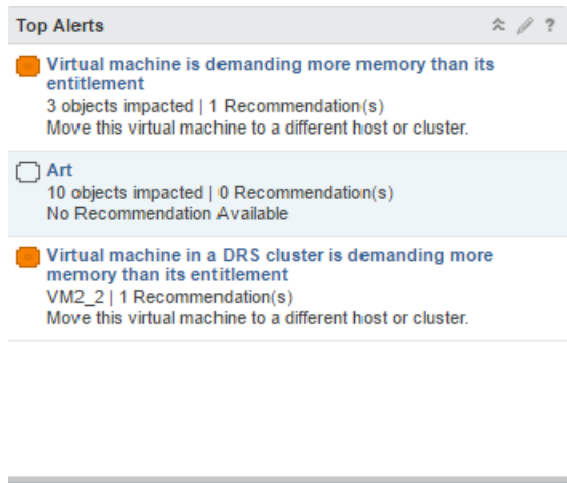 Top Alerts ?
Virtual machine is demanding more memory than its
entitlement
3 objects impacted | 1 Recommendation(s)
Move this virtual machine to a different host or cluster.
Art
10 objects impacted | 0 Recommendation(s)
No Recommendation Available
Virtual machine in a DRS cluster is demanding more
memory than its entitlement
VM2_2 | 1 Recommendation(s)
Move this virtual machine to a different host or cluster.